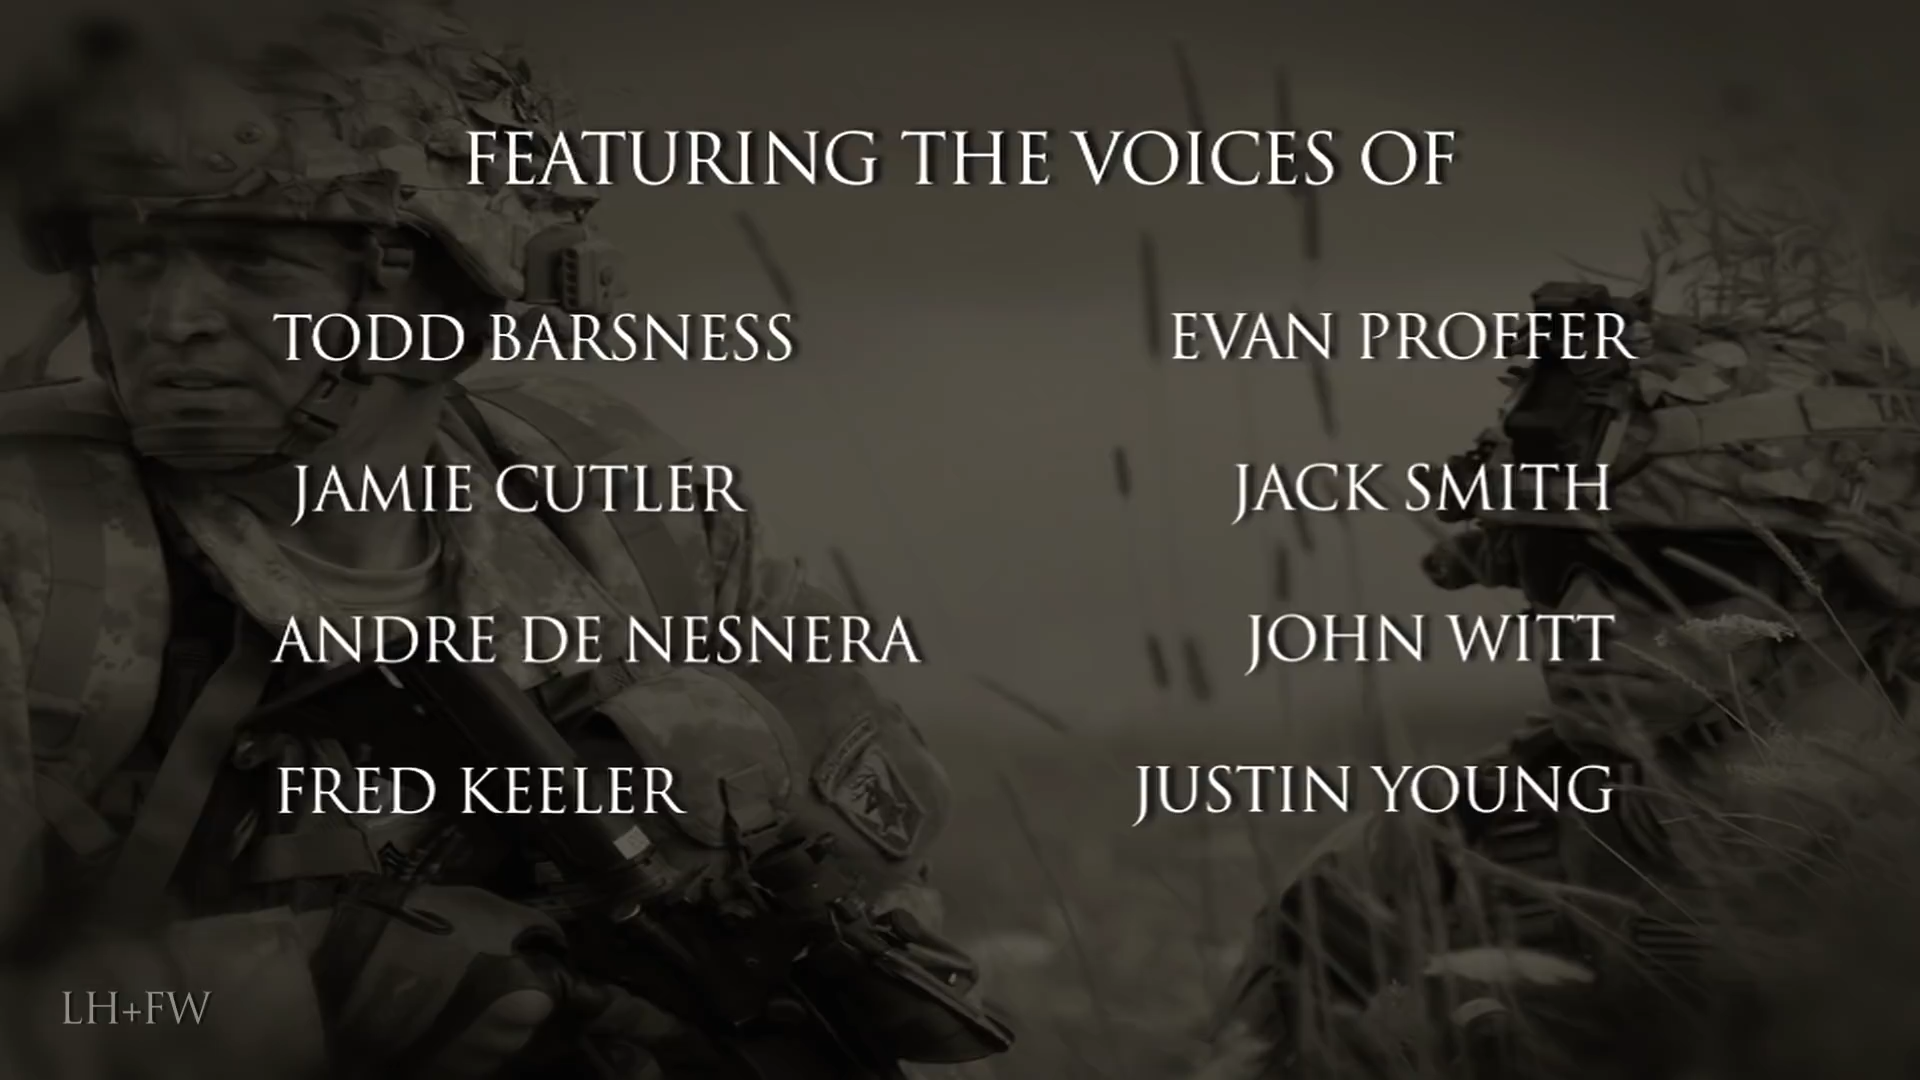 FEATURING THE VOICES OF
TODD BARSNESS
EVAN PROFFER
JAMIE CUTLER
JACK SMITH
ANDRE DE NESNERA
JOHN WITT
FRED KEELER
JUSTIN YOUNG
LH+FW